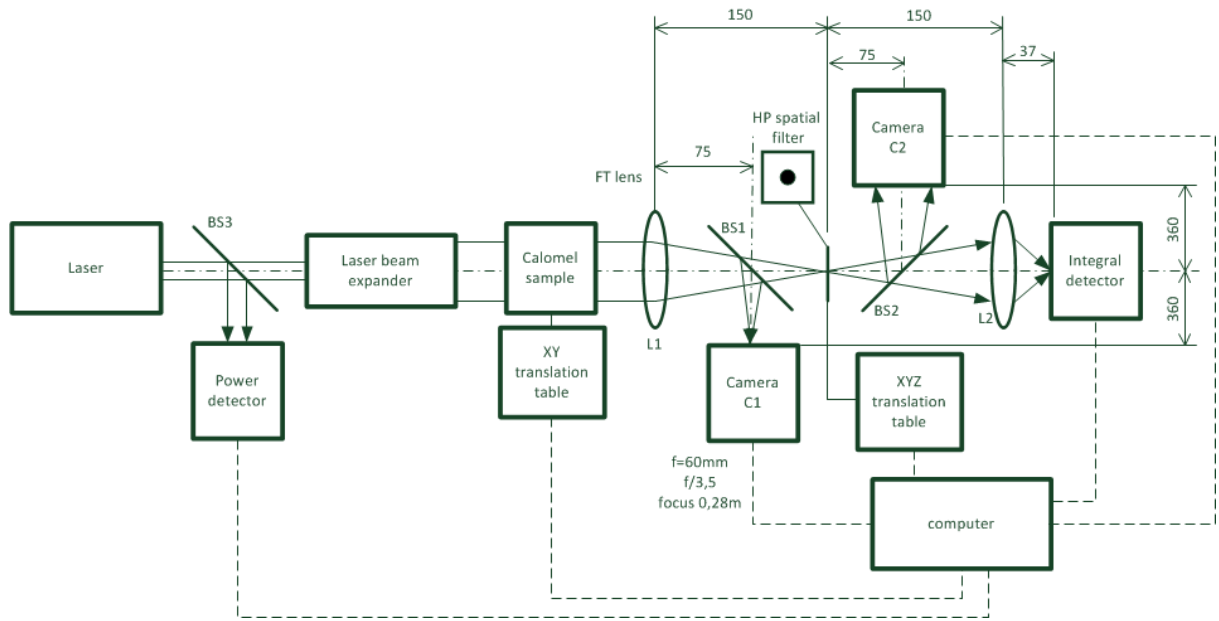 150
150
75
37
HP spatial
filter
Camera
C2
75
FT lens
BS3
BS1
360
Laser
Laser beam
expander
Calomel
sample
Integral
detector
BS2
L2
360
L1
Power
detector
XY
translation
table
Camera
C1
XYZ
translation
table
f=60mm
f/3,5
focus 0,28m
computer